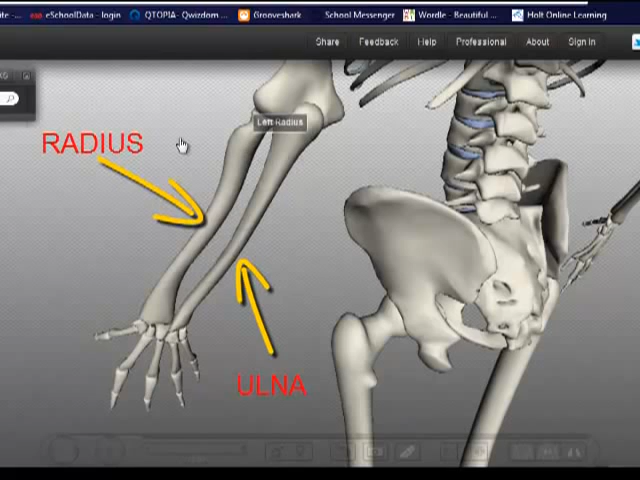 eSchoolData - login QTOPIA- Qwizdom ... Grooveshark School Messenger Wordle - Beautiful ... Holt Online Learning
Share Feedback Help Professional About Sign In
Left Radius
RADIUS
ULNA